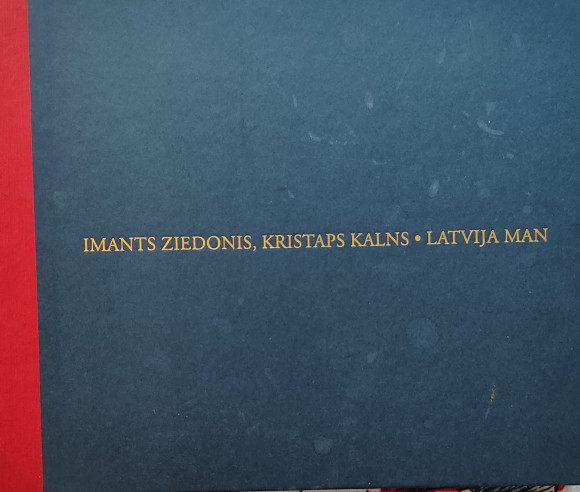 IMANTS ZIEDONIS, KRISTAPS KALNS • LATVIJA MAN